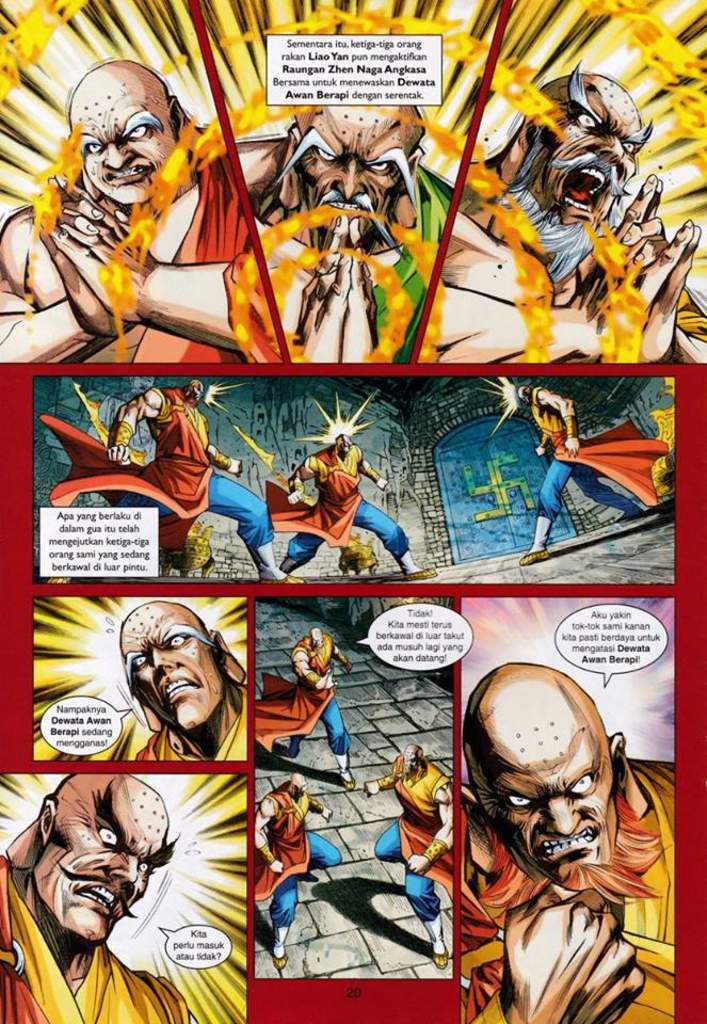 Sementara itu, ketiga-tiga orang
rakan Liao Yan pun mengaktifkan
Raungan Zhen Naga Angkasa
Bersama untuk menewaskan Dewata
Awan Berapi dengan serentak.
Apa yang berlaku di
dalam gua itu telah
mengejutkan ketiga-tiga
orang sami yang sedang
berkawal di luar pintu.
Nampaknya
Dewata Awan
Berapi sedang
mengganas!
Kita
perlu masuk
atau tidak?
Tidak!
Kita mesti terus
berkawal di luar takut
ada musuh lagi yang
akan datang!
Aku yakin
tok-tok sami kanan
kita pasti berdaya untuk
mengatasi Dewata
Awan Berapi!
20